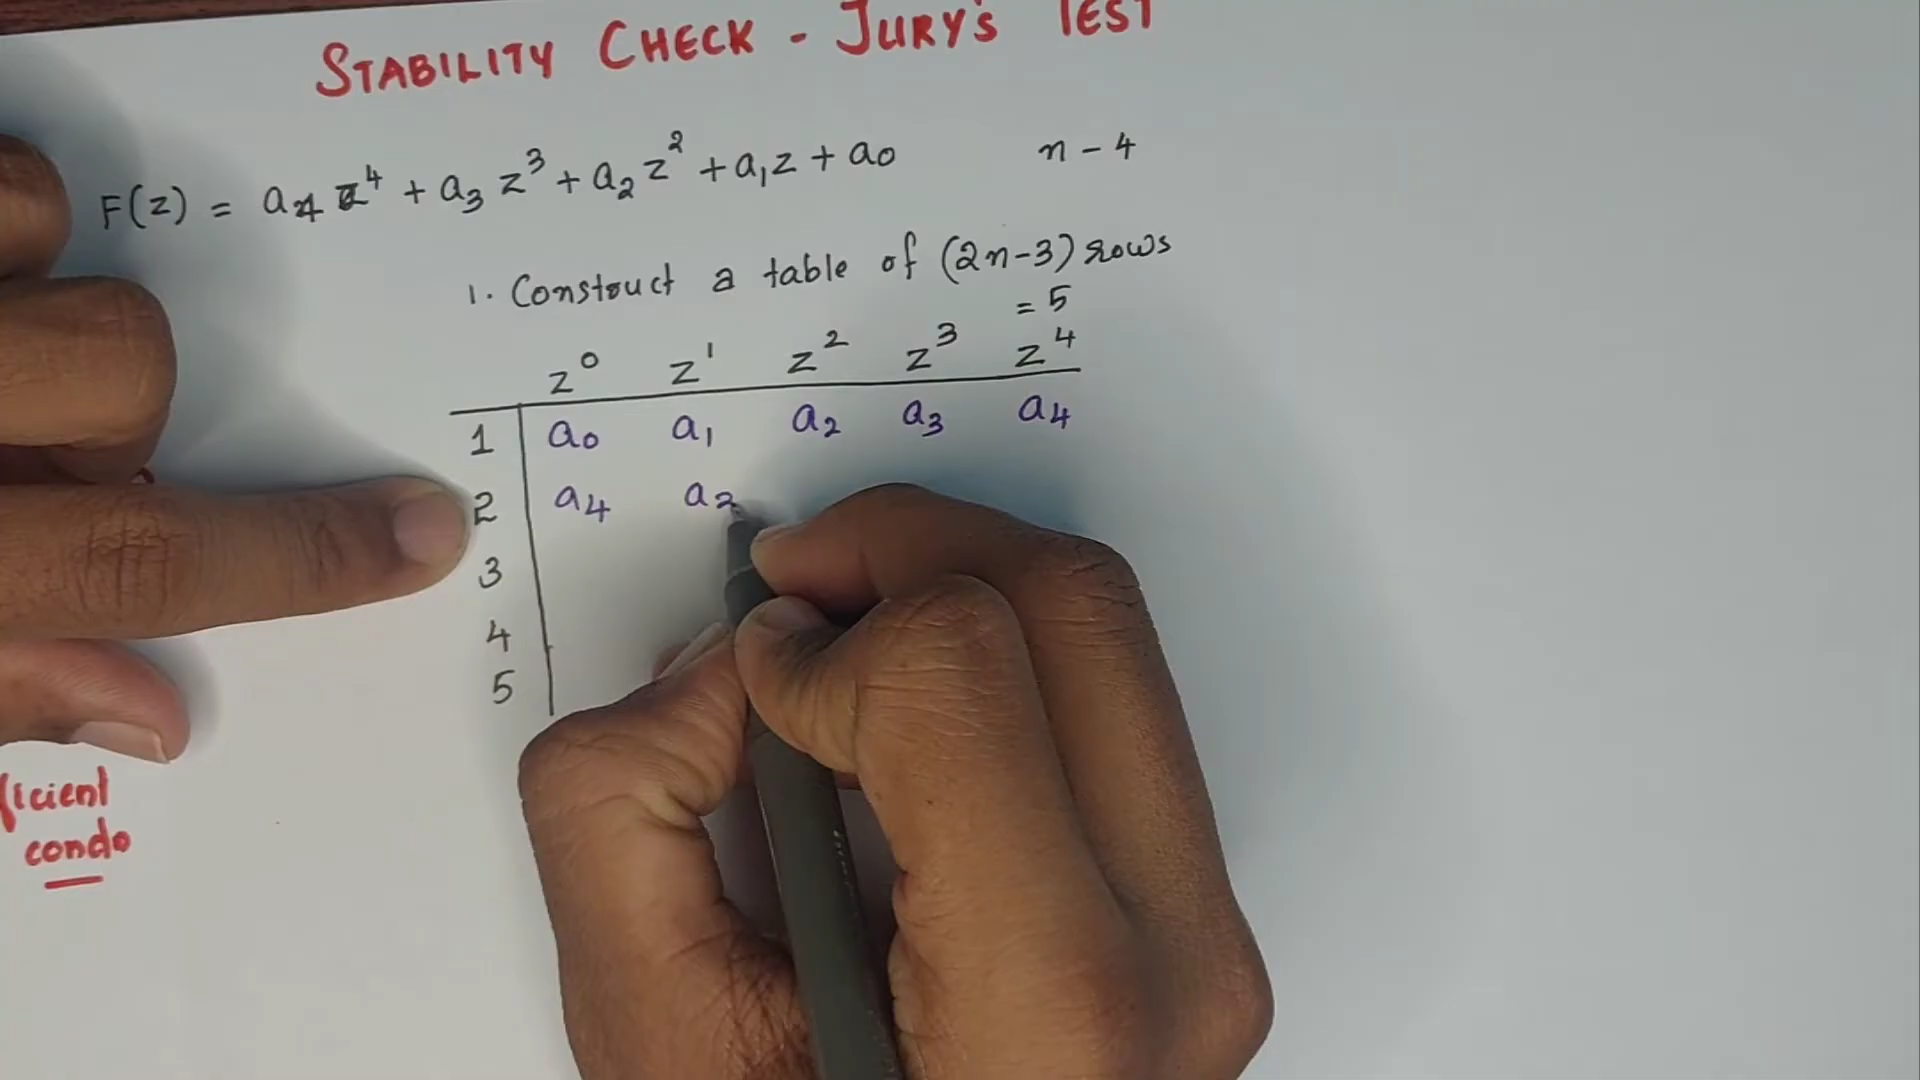 STABILITY CHECK - JURY'S TEST
F(z) = a4 z^4 + a3 z^3 + a2 z^2 + a1 z + a0 n - 4
1. Construct a table of (2n-3) rows
= 5
z^0 z^1 z^2 z^3 z^4
1 a0 a1 a2 a3 a4
2 a4
3
4
5
ficient
condo